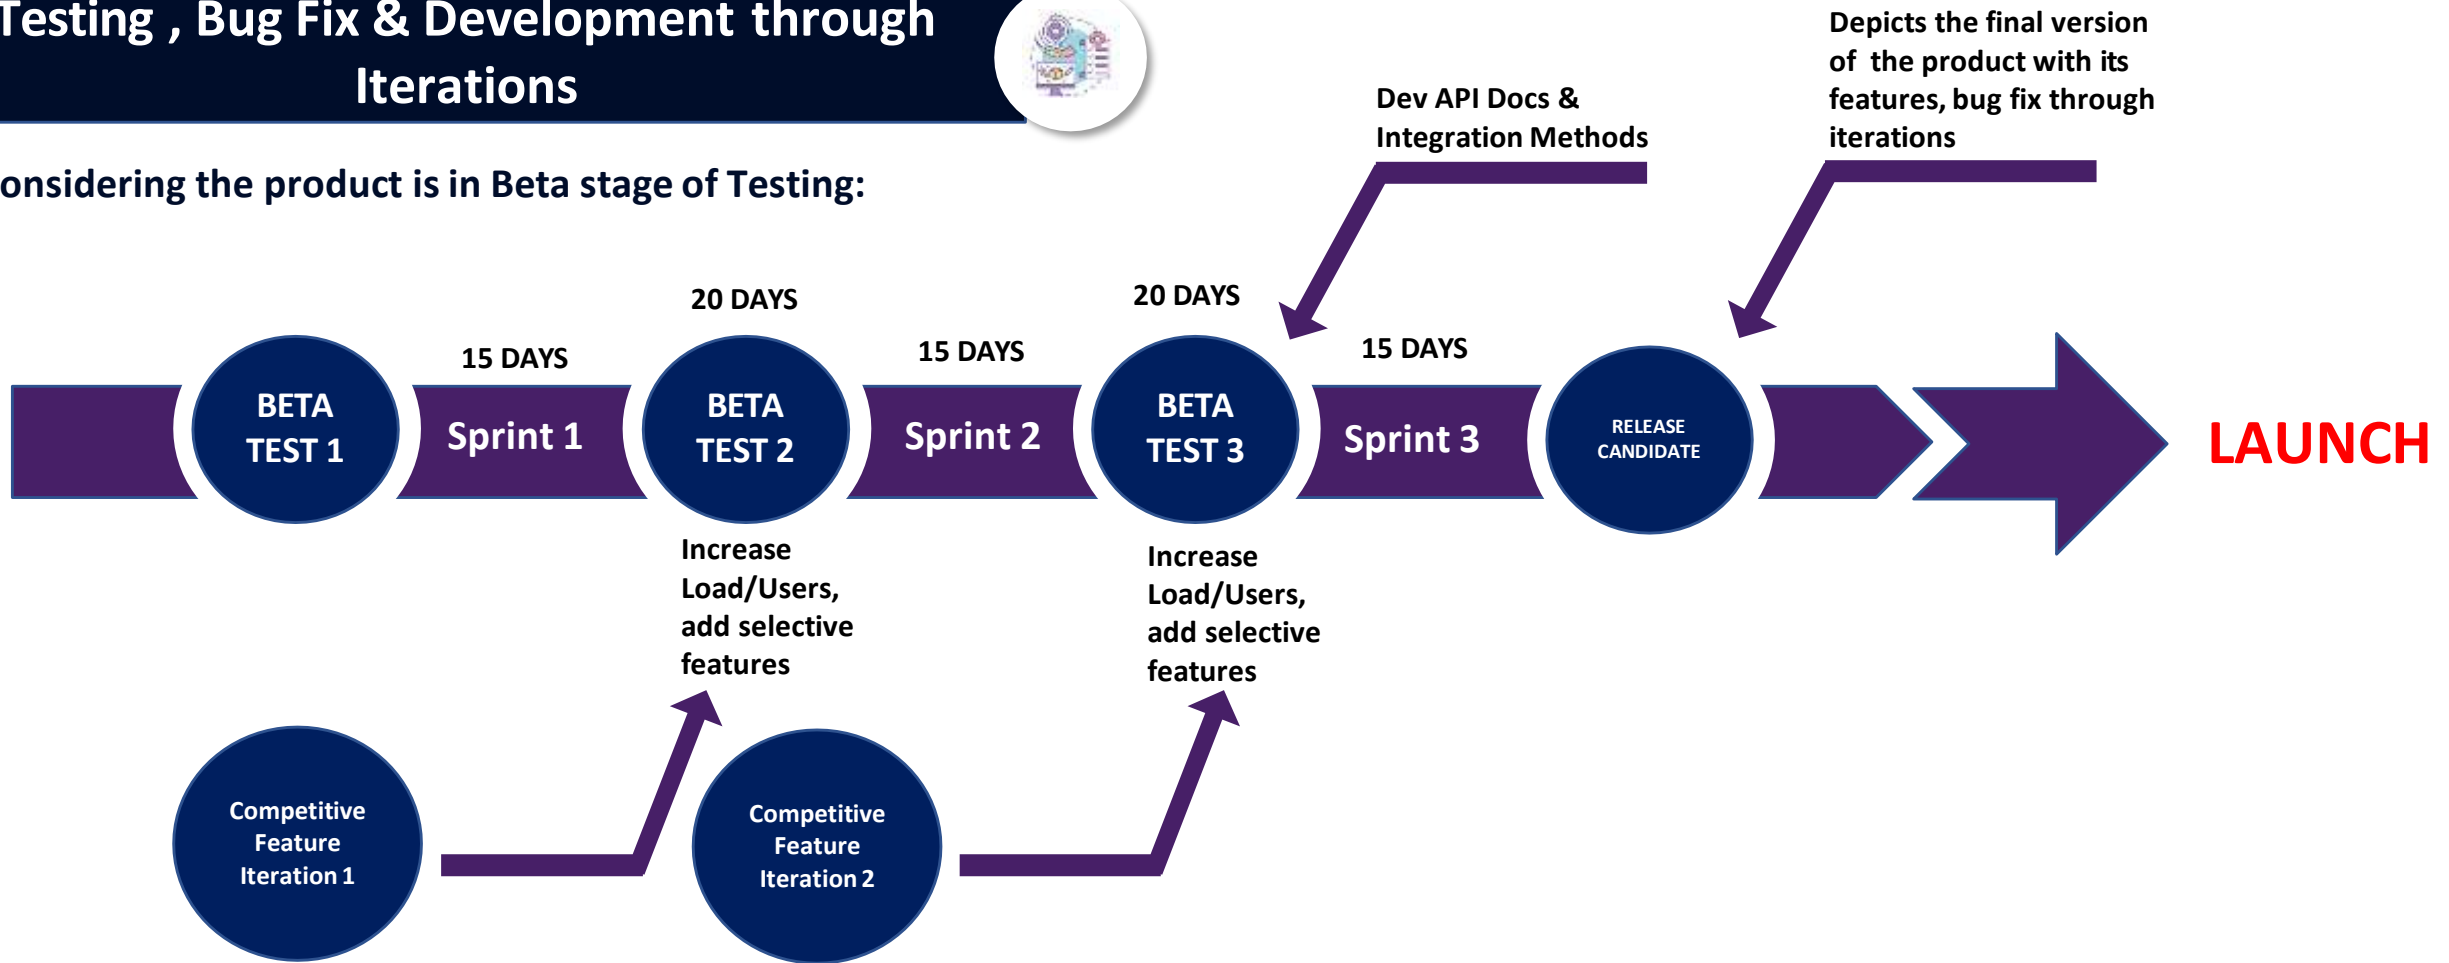 Testing , Bug Fix & Development through
Iterations
onsidering the product is in Beta stage of Testing:
Dev API Docs &
Integration Methods
Depicts the final version
of the product with its
features, bug fix through
iterations
20 DAYS
20 DAYS
15 DAYS
15 DAYS
15 DAYS
BETA
TEST 1
Sprint 1
BETA
TEST 2
Sprint 2
BETA
TEST 3
Sprint 3
RELEASE
CANDIDATE
LAUNCH
Increase
Load/Users,
add selective
features
Increase
Load/Users,
add selective
features
Competitive
Feature
Iteration 1
Competitive
Feature
Iteration 2